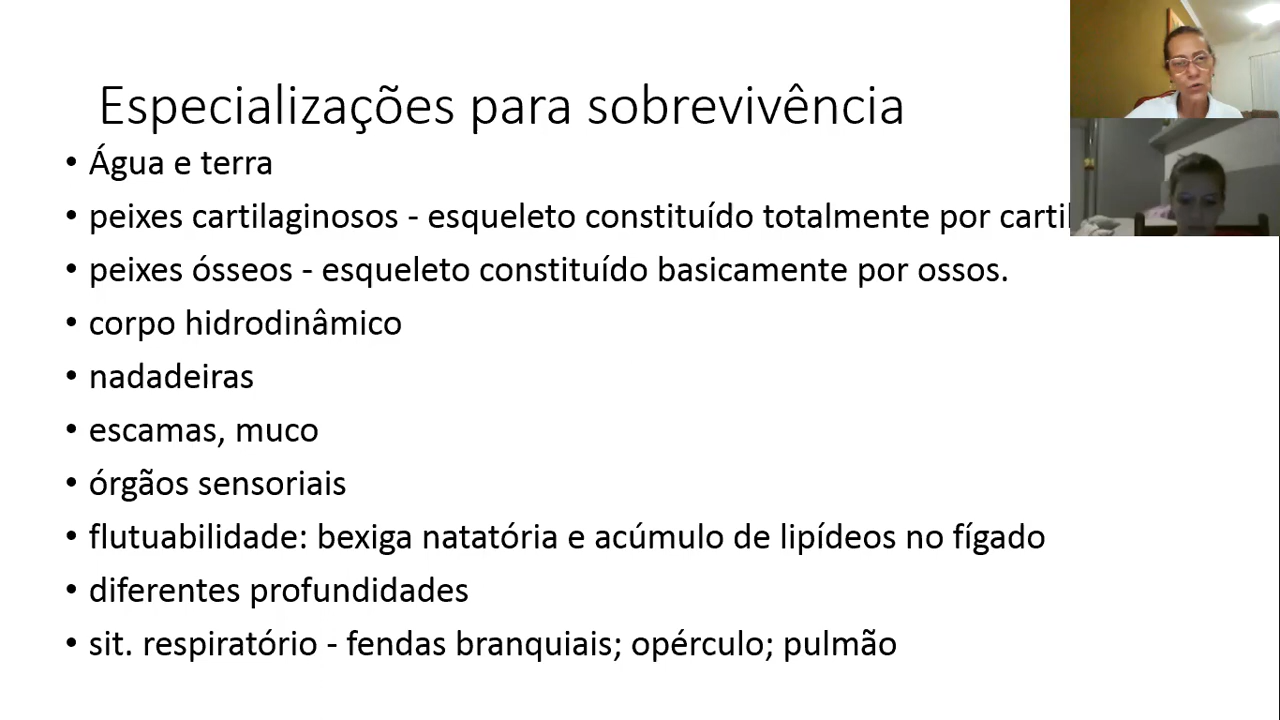 Especializações para sobrevivência
• Água e terra
• peixes cartilaginosos - esqueleto constituído totalmente por
• peixes ósseos - esqueleto constituído basicamente por ossos.
• corpo hidrodinâmico
• nadadeiras
• escamas, muco
• órgãos sensoriais
• flutuabilidade: bexiga natatória e acúmulo de lipídeos no fígado
• diferentes profundidades
• sit. respiratório - fendas branquiais; opérculo; pulmão